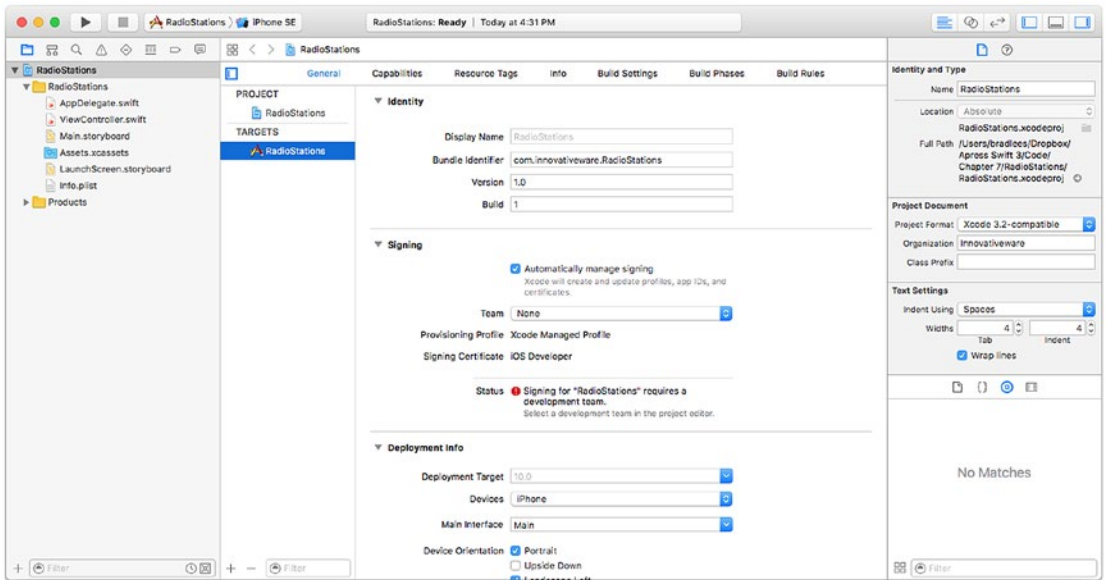 RadioStations › iPhone SE
RadioStations: Ready | Today at 4:31 PM
RadioStations
RadioStations
AppDelegate.swift
ViewController.swift
Main.storyboard
Assets.xcassets
LaunchScreen.storyboard
Info.plist
Products
Filter
RadioStations
General Capabilities Resource Tags Info Build Settings Build Phases Build Rules
PROJECT
RadioStations
TARGETS
RadioStations
Filter
Identity
Display Name RadioStations
Bundle Identifier com.innovativeware.RadioStations
Version 1.0
Build 1
Signing
Automatically manage signing
Xcode will create and update profiles, app IDs, and
certificates.
Team None
Provisioning Profile Xcode Managed Profile
Signing Certificate iOS Developer
Status Signing for "RadioStations" requires a
development team.
Select a development team in the project editor.
Deployment Info
Deployment Target 10.0
Devices iPhone
Main Interface Main
Device Orientation Portrait
Upside Down
Landscape Left
Identity and Type
Name RadioStations
Location Absolute
RadioStations.xcodeproj
Full Path /Users/bradlees/Dropbox/
Apress Swift 3/Code/
Chapter 7/RadioStations/
RadioStations.xcodeproj
Project Document
Project Format Xcode 3.2-compatible
Organization Innovativeware
Class Prefix
Text Settings
Indent Using Spaces
Widths 4 4
Tab Indent
Wrap lines
No Matches
Filter